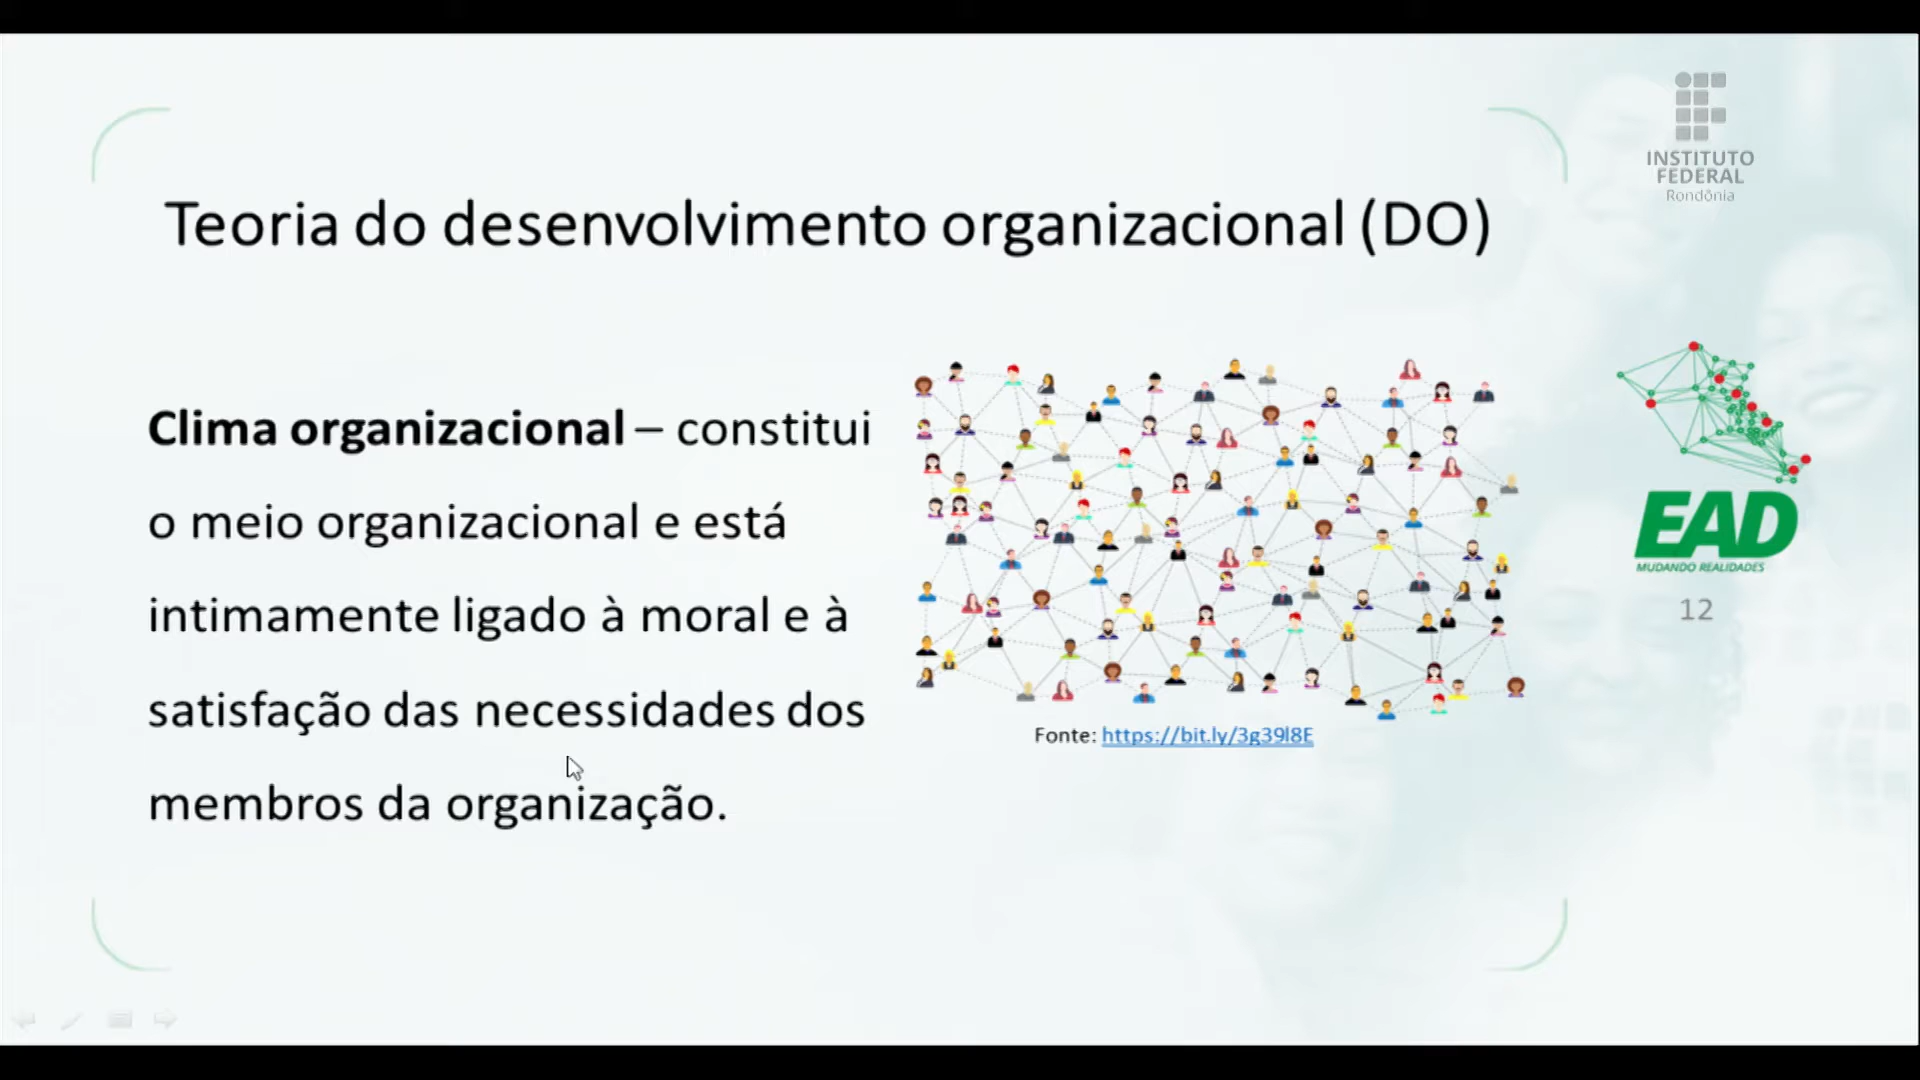 INSTITUTO
FEDERAL
Rondônia
Teoria do desenvolvimento organizacional (DO)
Clima organizacional – constitui
o meio organizacional e está
intimamente ligado à moral e à
satisfação das necessidades dos
membros da organização.
Fonte: https://bit.ly/3g39l8E
EAD
MUDANDO REALIDADES
12